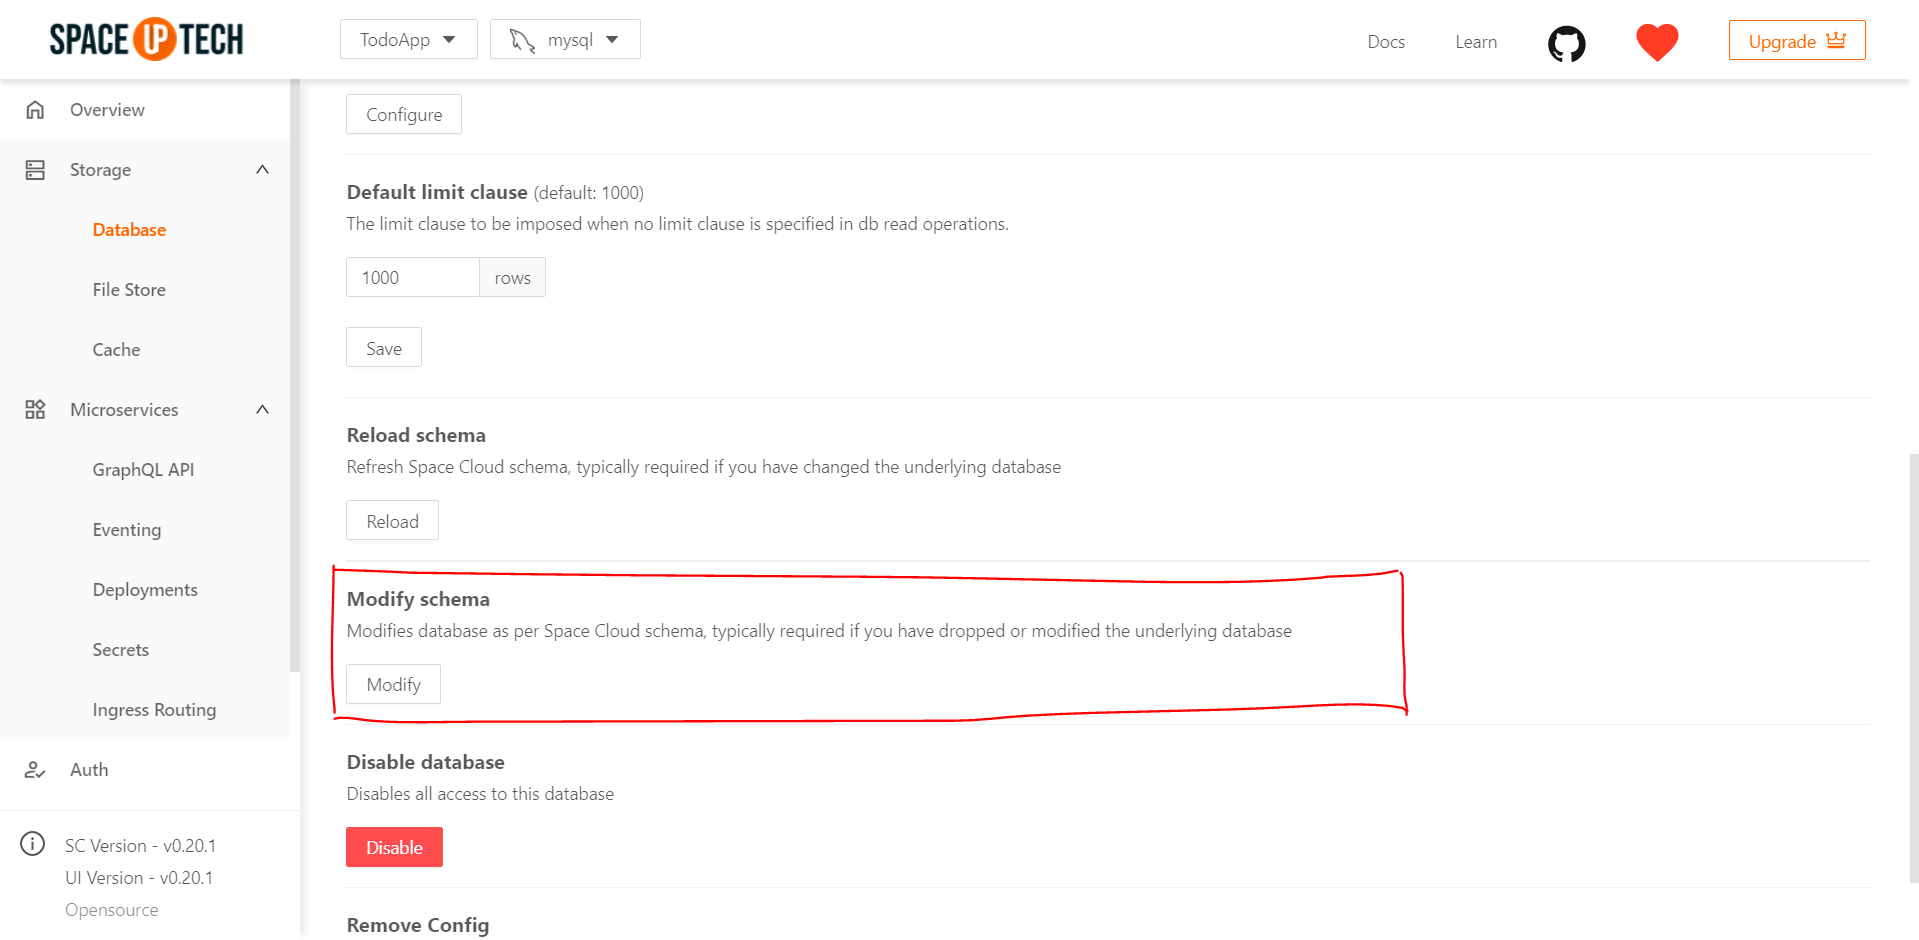 SPACE UP TECH
TodoApp
mysql
Docs
Learn
Upgrade
Overview
Storage
Database
File Store
Cache
Microservices
GraphQL API
Eventing
Deployments
Secrets
Ingress Routing
Auth
SC Version - v0.20.1
UI Version - v0.20.1
Opensource
Configure
Default limit clause (default: 1000)
The limit clause to be imposed when no limit clause is specified in db read operations.
1000 rows
Save
Reload schema
Refresh Space Cloud schema, typically required if you have changed the underlying database
Reload
Modify schema
Modifies database as per Space Cloud schema, typically required if you have dropped or modified the underlying database
Modify
Disable database
Disables all access to this database
Disable
Remove Config